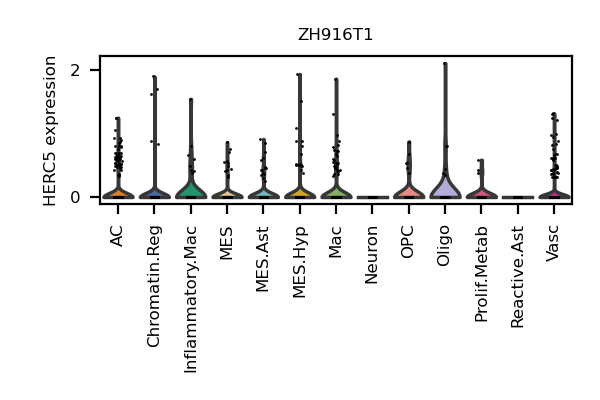 ZH916T1
HERC5 expression
2
0
AC
Chromatin.Reg
Inflammatory.Mac
MES
MES.Ast
MES.Hyp
Mac
Neuron
OPC
Oligo
Prolif.Metab
Reactive.Ast
Vasc